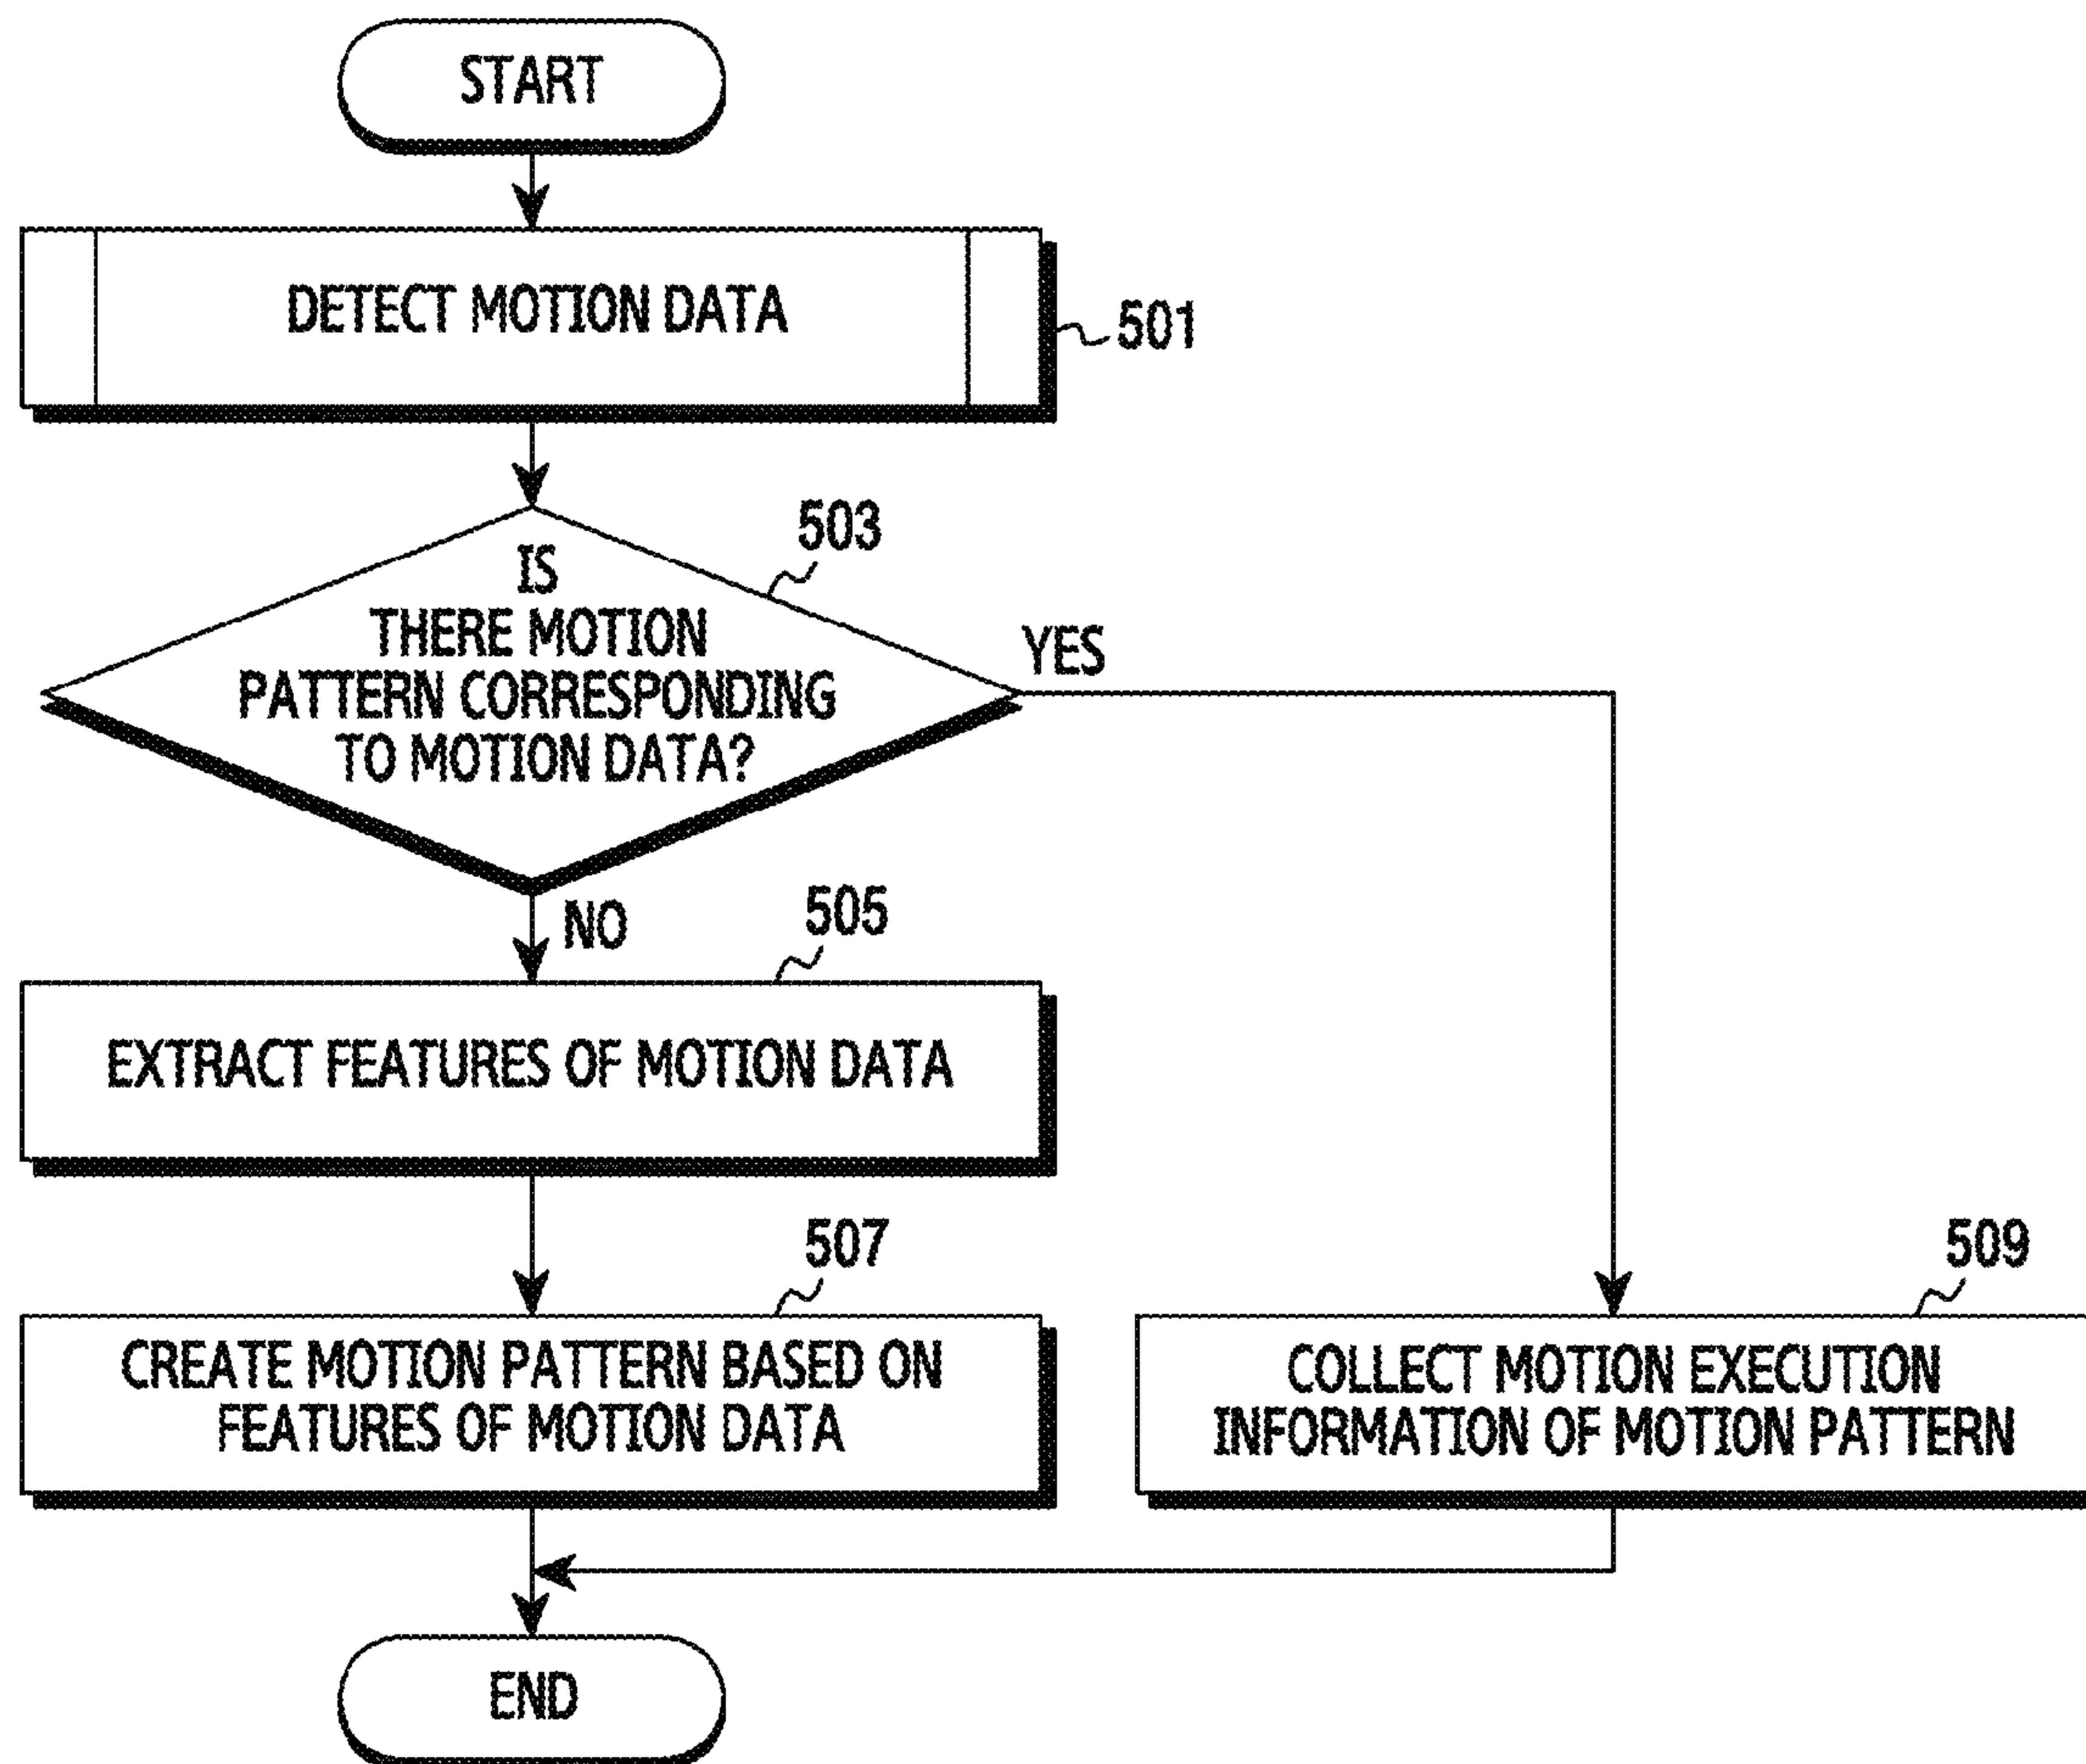 START
DETECT MOTION DATA
501
503
IS
THERE MOTION
PATTERN CORRESPONDING
TO MOTION DATA?
YES
NO
505
EXTRACT FEATURES OF MOTION DATA
507
CREATE MOTION PATTERN BASED ON
FEATURES OF MOTION DATA
509
COLLECT MOTION EXECUTION
INFORMATION OF MOTION PATTERN
END